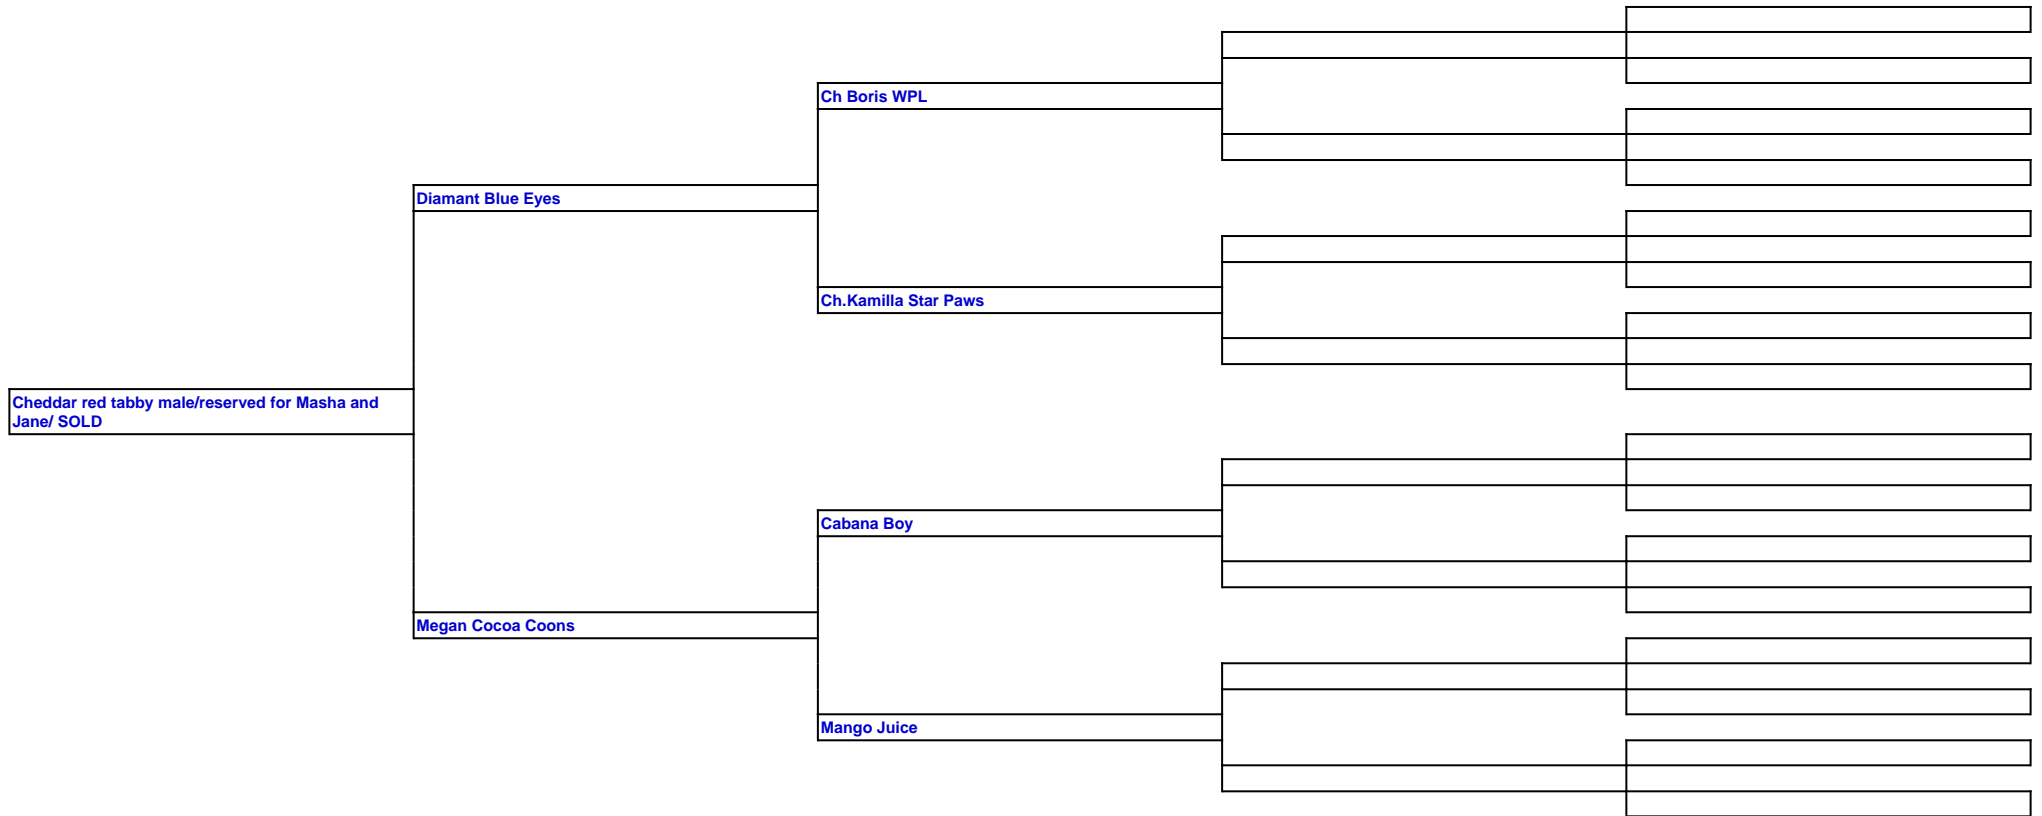 Ch Boris WPL
Diamant Blue Eyes
Ch.Kamilla Star Paws
Cheddar red tabby male/reserved for Masha and
Jane/ SOLD
Cabana Boy
Megan Cocoa Coons
Mango Juice